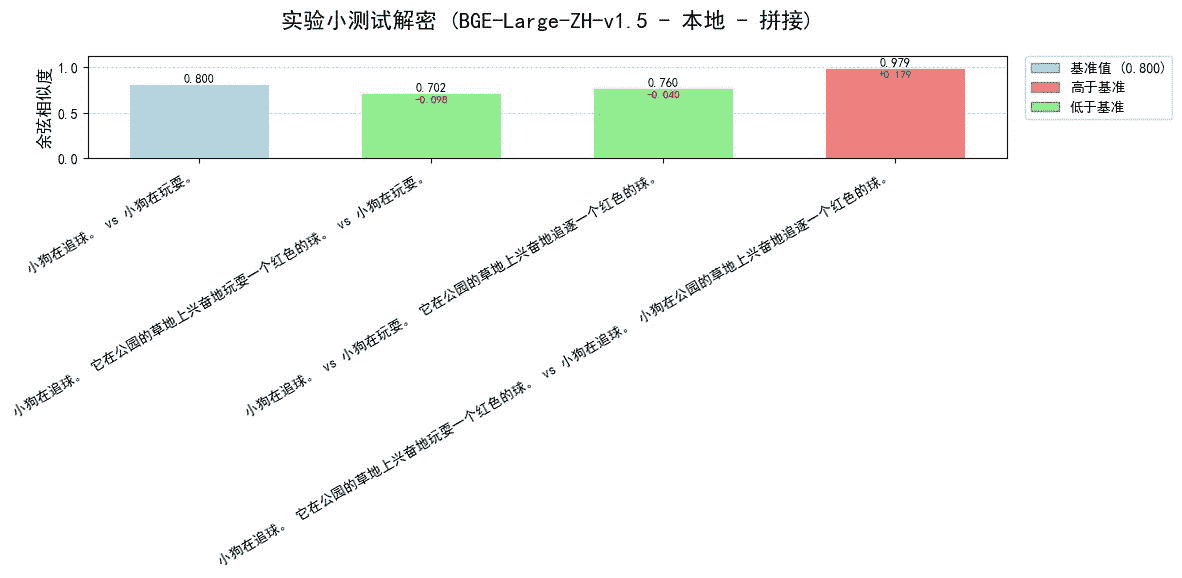 实验小测试解密 (BGE-Large-ZH-v1.5 - 本地 - 拼接)
余弦相似度
1.0
0.5
0.0
0.800
0.702
-0.098
0.760
-0.040
0.979
+0.179
基准值 (0.800)
高于基准
低于基准
小狗在追球。 vs 小狗在玩耍。
小狗在追球。 它在公园的草地上兴奋地玩耍一个红色的球。 vs 小狗在玩耍。
小狗在追球。 vs 小狗在玩耍。 它在公园的草地上兴奋地追逐一个红色的球。
小狗在追球。 它在公园的草地上兴奋地玩耍一个红色的球。 vs 小狗在追球。 小狗在公园的草地上兴奋地追逐一个红色的球。